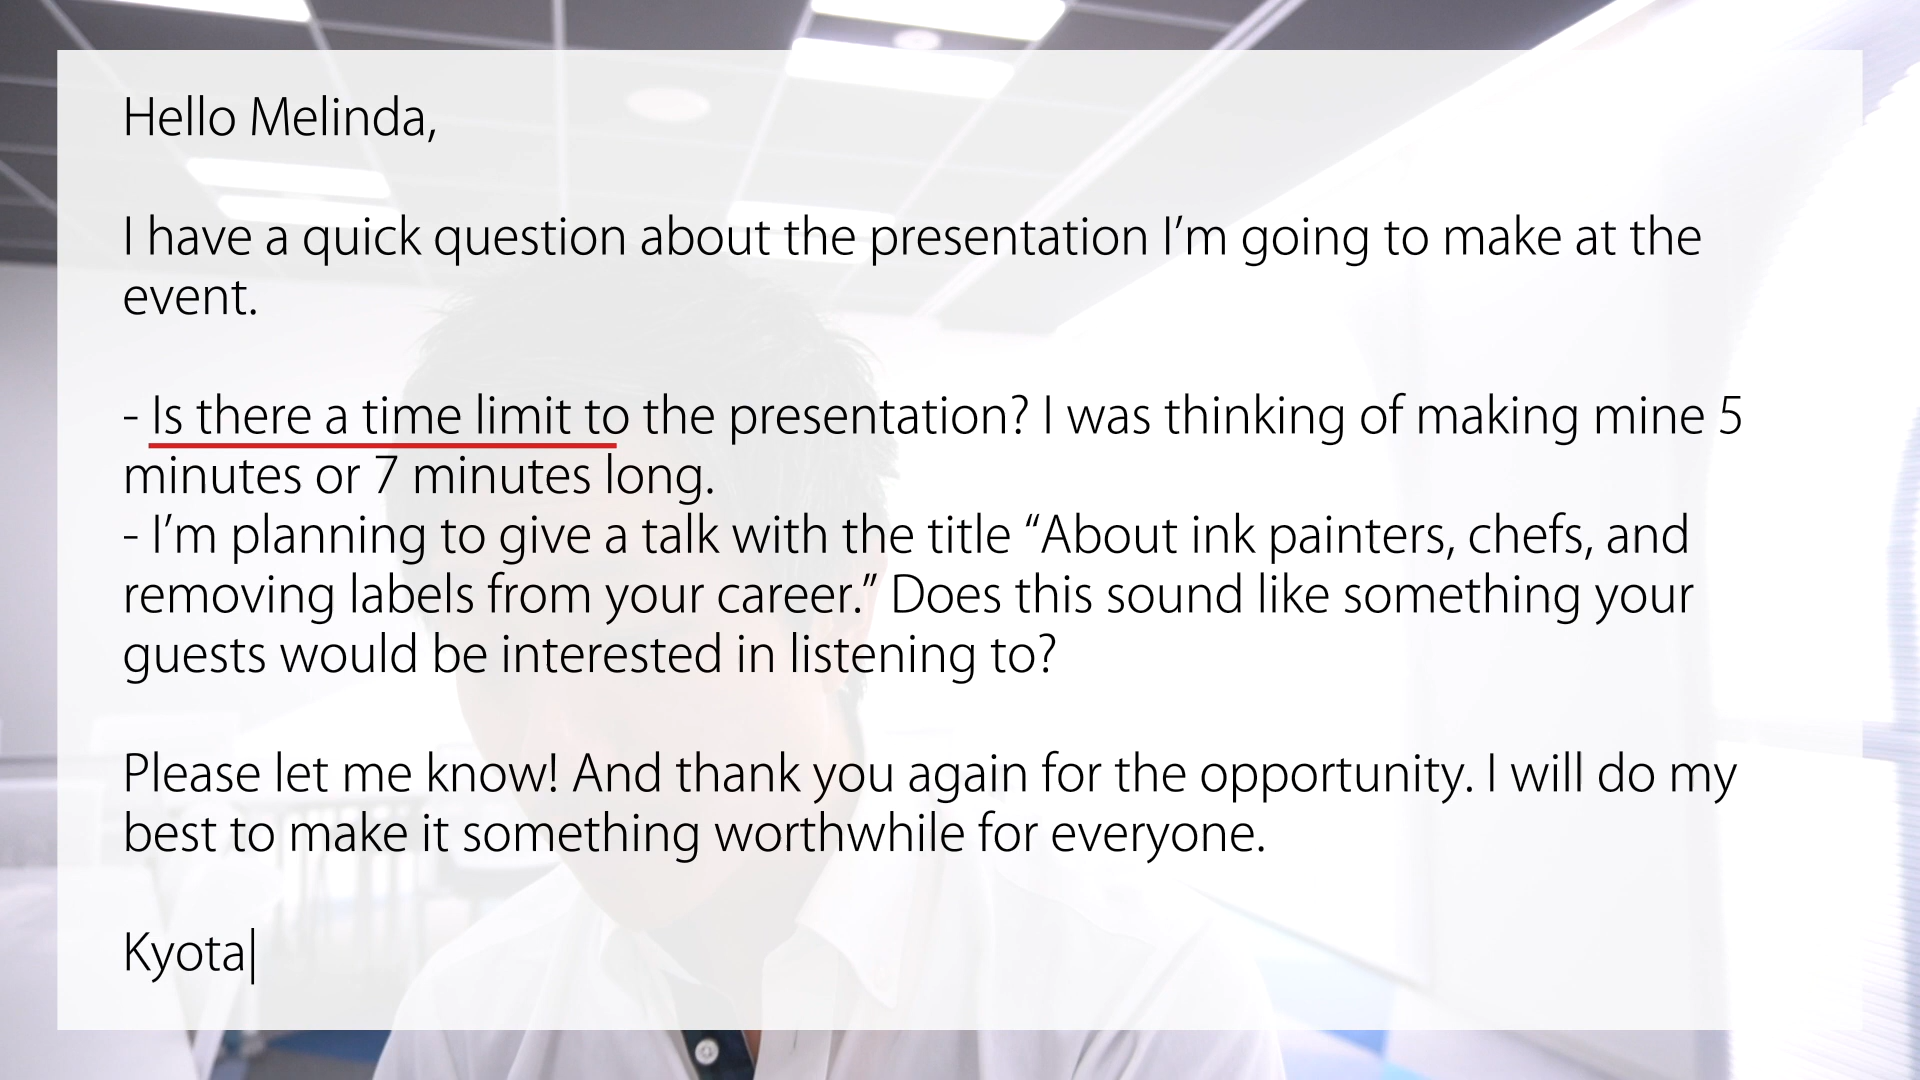 Hello Melinda,
I have a quick question about the presentation I’m going to make at the
event.
- Is there a time limit to the presentation? I was thinking of making mine 5
minutes or 7 minutes long.
- I’m planning to give a talk with the title “About ink painters, chefs, and
removing labels from your career.” Does this sound like something your
guests would be interested in listening to?
Please let me know! And thank you again for the opportunity. I will do my
best to make it something worthwhile for everyone.
Kyota|